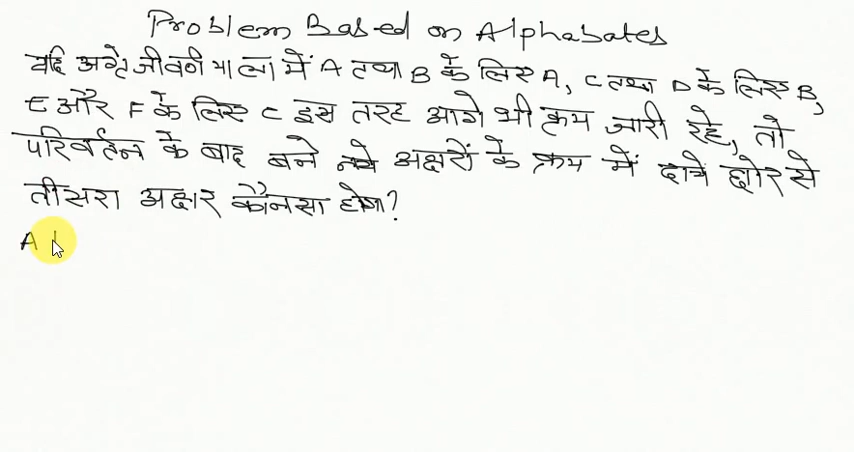 Problem Based on Alphabates
यदि अंग्रेजी वर्णमाला में A तथा B के लिए A, C तथा D के लिए B,
E और F के लिए C इस तरह आगे भी क्रम जारी रहे, तो
परिवर्तन के बाद बने नये अक्षरों के क्रम में दायें छोर से
तीसरा अक्षर कौनसा होगा?
A